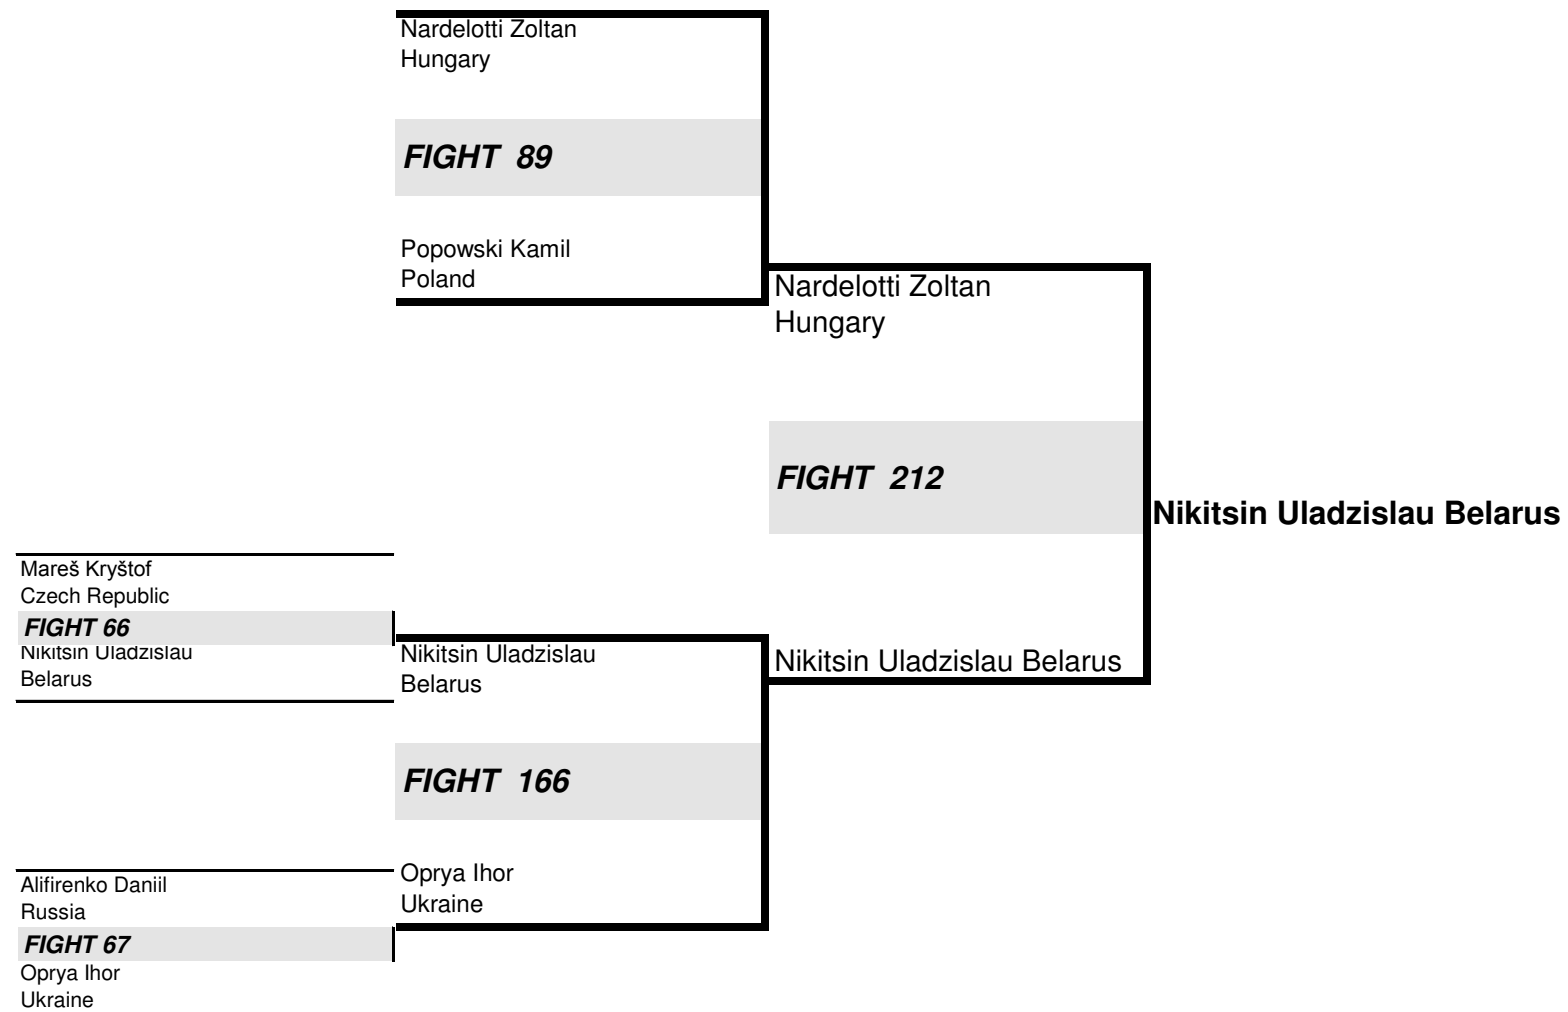 Nardelotti Zoltan
Hungary
FIGHT 89
Popowski Kamil
Poland
Nardelotti Zoltan
Hungary
FIGHT 212
Nikitsin Uladzislau Belarus
Mareš Kryštof
Czech Republic
FIGHT 66
Nikitsin Uladzislau
Belarus
Nikitsin Uladzislau
Belarus
Nikitsin Uladzislau Belarus
FIGHT 166
Oprya Ihor
Ukraine
Alifirenko Daniil
Russia
FIGHT 67
Oprya Ihor
Ukraine